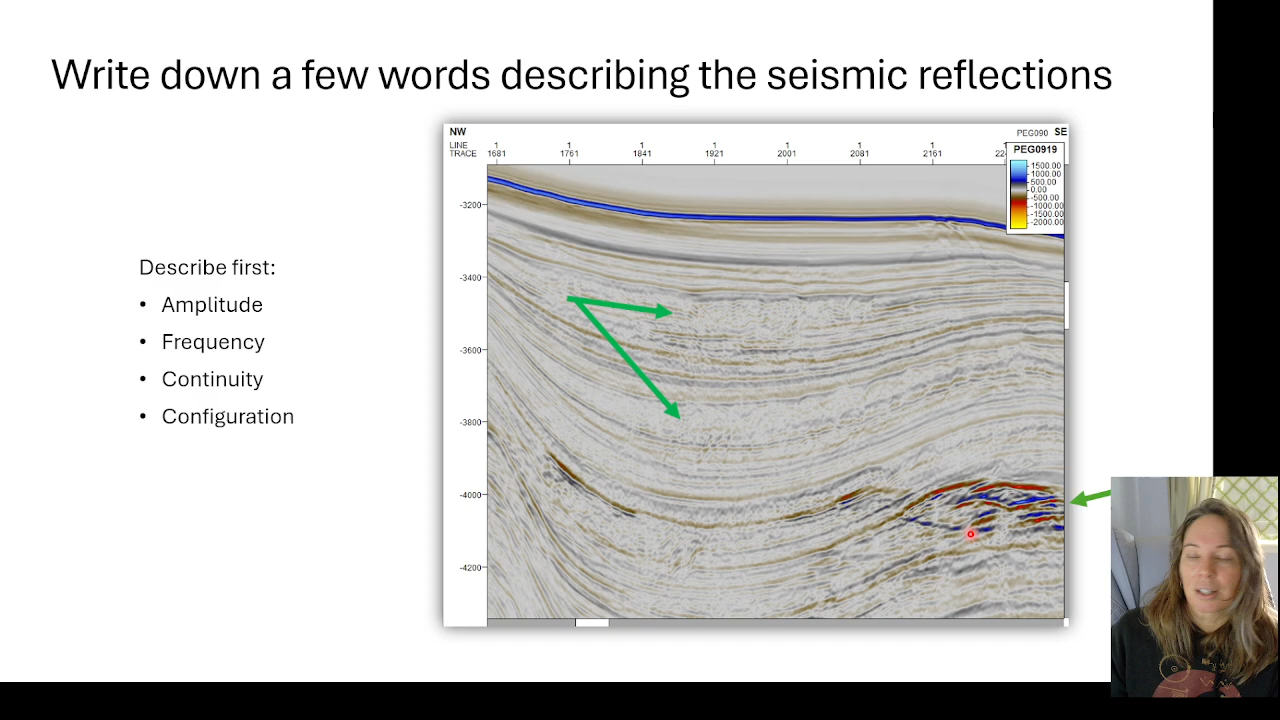 Write down a few words describing the seismic reflections
NW
PEG090 SE
LINE 1 1 1 1 1 1 1
TRACE 1681 1761 1841 1921 2001 2081 2161
PEG0919
1500.00
1000.00
500.00
0.00
-500.00
-1000.00
-1500.00
-2000.00
-3200
-3400
-3600
-3800
-4000
-4200
Describe first:
• Amplitude
• Frequency
• Continuity
• Configuration